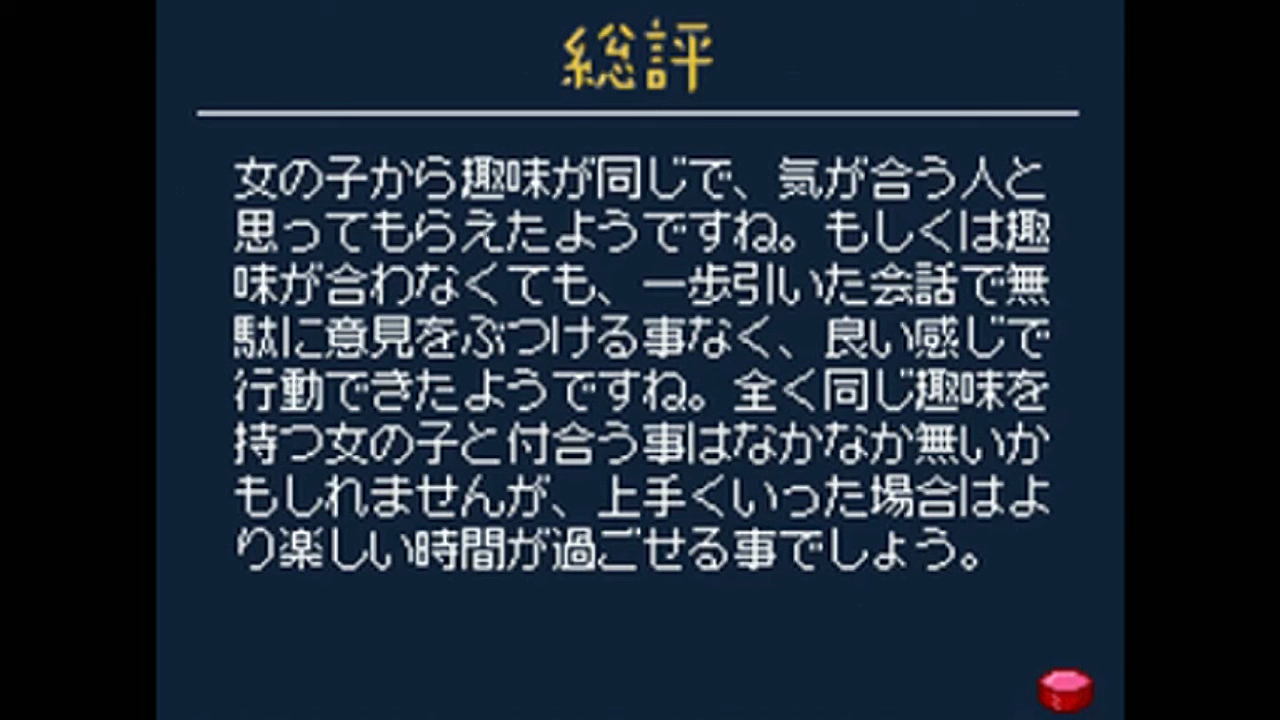 総評
女の子から趣味が同じで、気が合う人と
思ってもらえたようですね。もしくは趣
味が合わなくても、一歩引いた会話で無
駄に意見をぶつける事なく、良い感じで
行動できたようですね。全く同じ趣味を
持つ女の子と付合う事はなかなか無いか
もしれませんが、上手くいった場合はよ
り楽しい時間が過ごせる事でしょう。